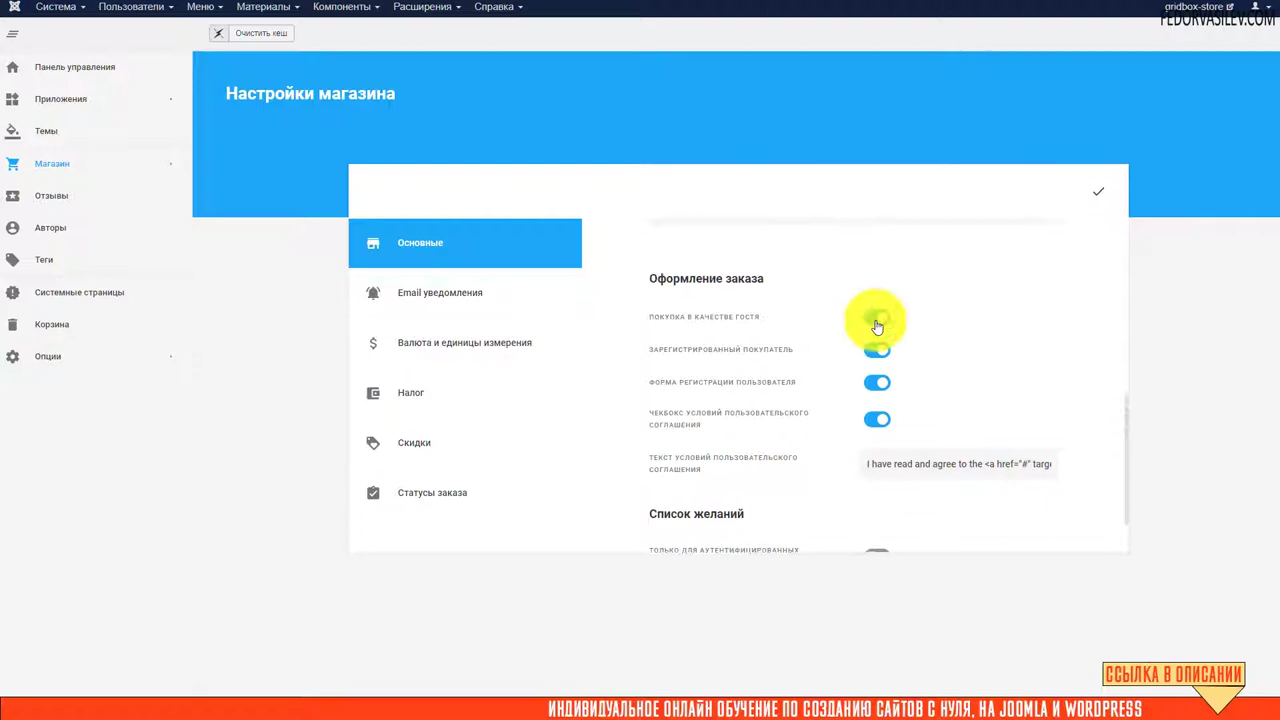 Система
Пользователи
Меню
Материалы
Компоненты
Расширения
Справка
gridbox-store
FEDORVASILEV.COM
Очистить кеш
Панель управления
Приложения
Темы
Магазин
Отзывы
Авторы
Теги
Системные страницы
Корзина
Опции
Настройки магазина
Основные
Email уведомления
Валюта и единицы измерения
Налог
Скидки
Статусы заказа
Оформление заказа
ПОКУПКА В КАЧЕСТВЕ ГОСТЯ
ЗАРЕГИСТРИРОВАННЫЙ ПОКУПАТЕЛЬ
ФОРМА РЕГИСТРАЦИИ ПОЛЬЗОВАТЕЛЯ
ЧЕКБОКС УСЛОВИЙ ПОЛЬЗОВАТЕЛЬСКОГО
СОГЛАШЕНИЯ
ТЕКСТ УСЛОВИЙ ПОЛЬЗОВАТЕЛЬСКОГО
СОГЛАШЕНИЯ
I have read and agree to the <a href="#" targe
Список желаний
ТОЛЬКО ДЛЯ АУТЕНТИФИЦИРОВАННЫХ
ССЫЛКА В ОПИСАНИИ
ИНДИВИДУАЛЬНОЕ ОНЛАЙН ОБУЧЕНИЕ ПО СОЗДАНИЮ САЙТОВ С НУЛЯ, НА JOOMLA И WORDPRESS